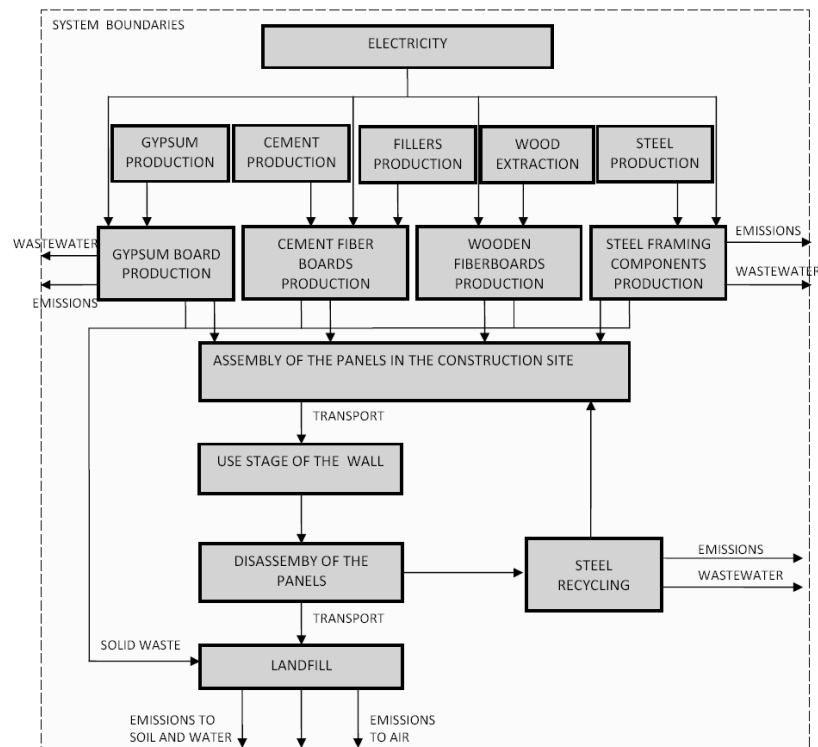 SYSTEM BOUNDARIES
ELECTRICITY
GYPSUM
PRODUCTION
CEMENT
PRODUCTION
FILLERS
PRODUCTION
WOOD
EXTRACTION
STEEL
PRODUCTION
WASTEWATER
EMISSIONS
GYPSUM BOARD
PRODUCTION
CEMENT FIBER
BOARDS
PRODUCTION
WOODEN
FIBERBOARDS
PRODUCTION
STEEL FRAMING
COMPONENTS
PRODUCTION
EMISSIONS
WASTEWATER
ASSEMBLY OF THE PANELS IN THE CONSTRUCTION SITE
TRANSPORT
USE STAGE OF THE WALL
DISASSEMBY OF THE
PANELS
STEEL
RECYCLING
EMISSIONS
WASTEWATER
TRANSPORT
SOLID WASTE
LANDFILL
EMISSIONS TO
SOIL AND WATER
EMISSIONS
TO AIR